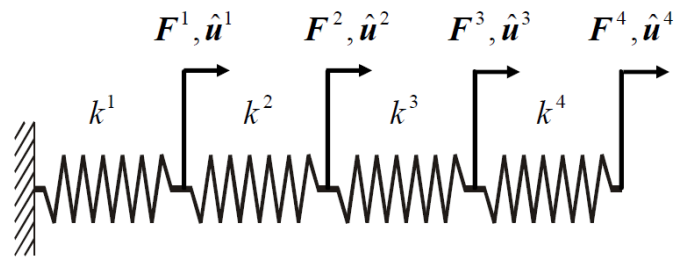 F¹, û¹ F², û² F³, û³ F⁴, û⁴
k¹ k² k³ k⁴